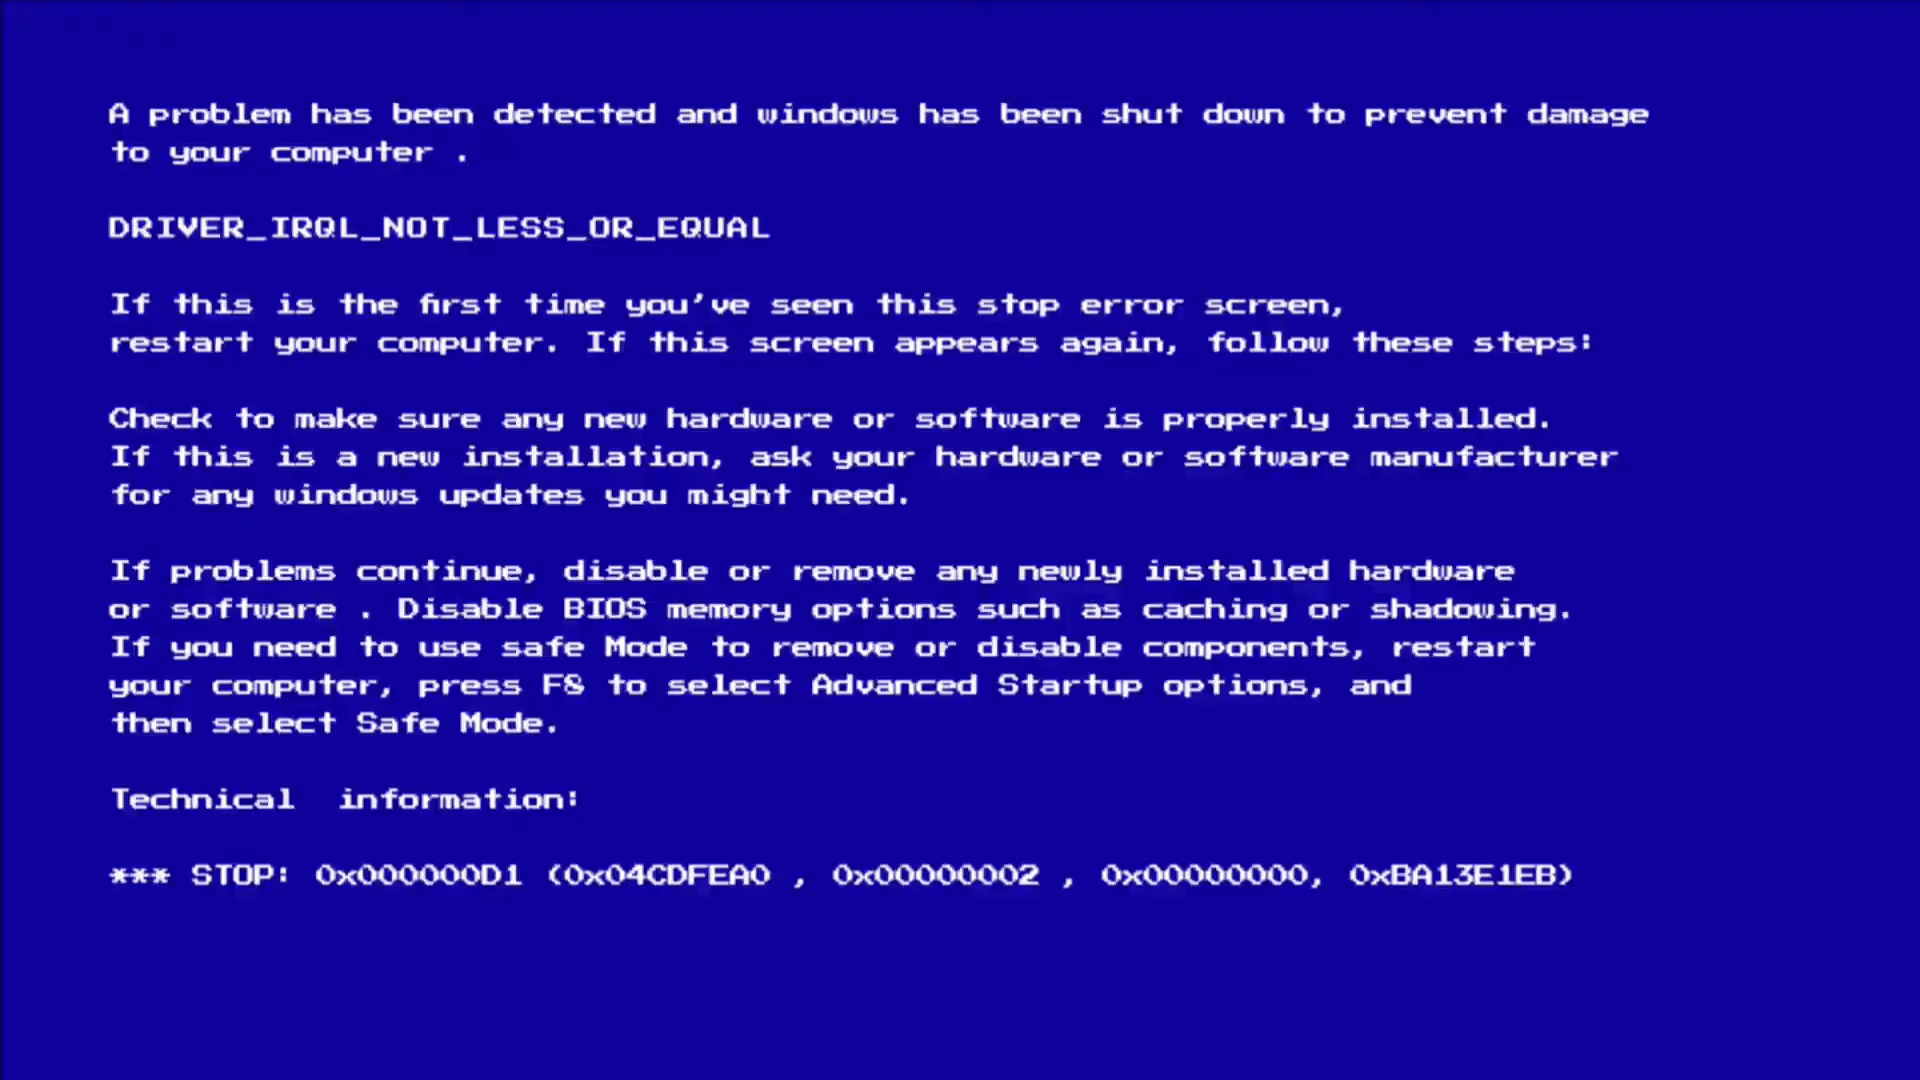 A problem has been detected and windows has been shut down to prevent damage
to your computer .
DRIVER_IRQL_NOT_LESS_OR_EQUAL
If this is the first time you've seen this stop error screen,
restart your computer. If this screen appears again, follow these steps:
Check to make sure any new hardware or software is properly installed.
If this is a new installation, ask your hardware or software manufacturer
for any windows updates you might need.
If problems continue, disable or remove any newly installed hardware
or software . Disable BIOS memory options such as caching or shadowing.
If you need to use safe Mode to remove or disable components, restart
your computer, press F& to select Advanced Startup options, and
then select Safe Mode.
Technical  information:
*** STOP: 0x000000D1 (0x04CDFEA0 , 0x00000002 , 0x00000000, 0xBA13E1EB)